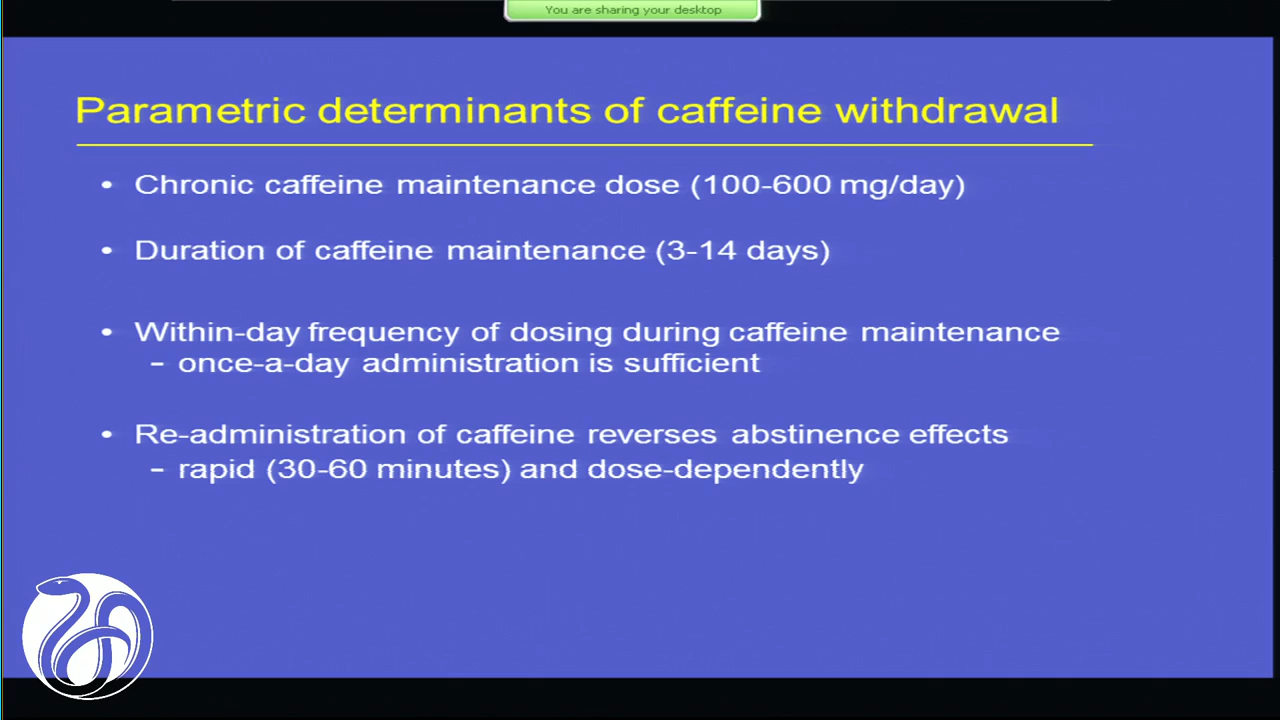 You are sharing your desktop
Parametric determinants of caffeine withdrawal
• Chronic caffeine maintenance dose (100-600 mg/day)
• Duration of caffeine maintenance (3-14 days)
• Within-day frequency of dosing during caffeine maintenance
– once-a-day administration is sufficient
• Re-administration of caffeine reverses abstinence effects
– rapid (30-60 minutes) and dose-dependently